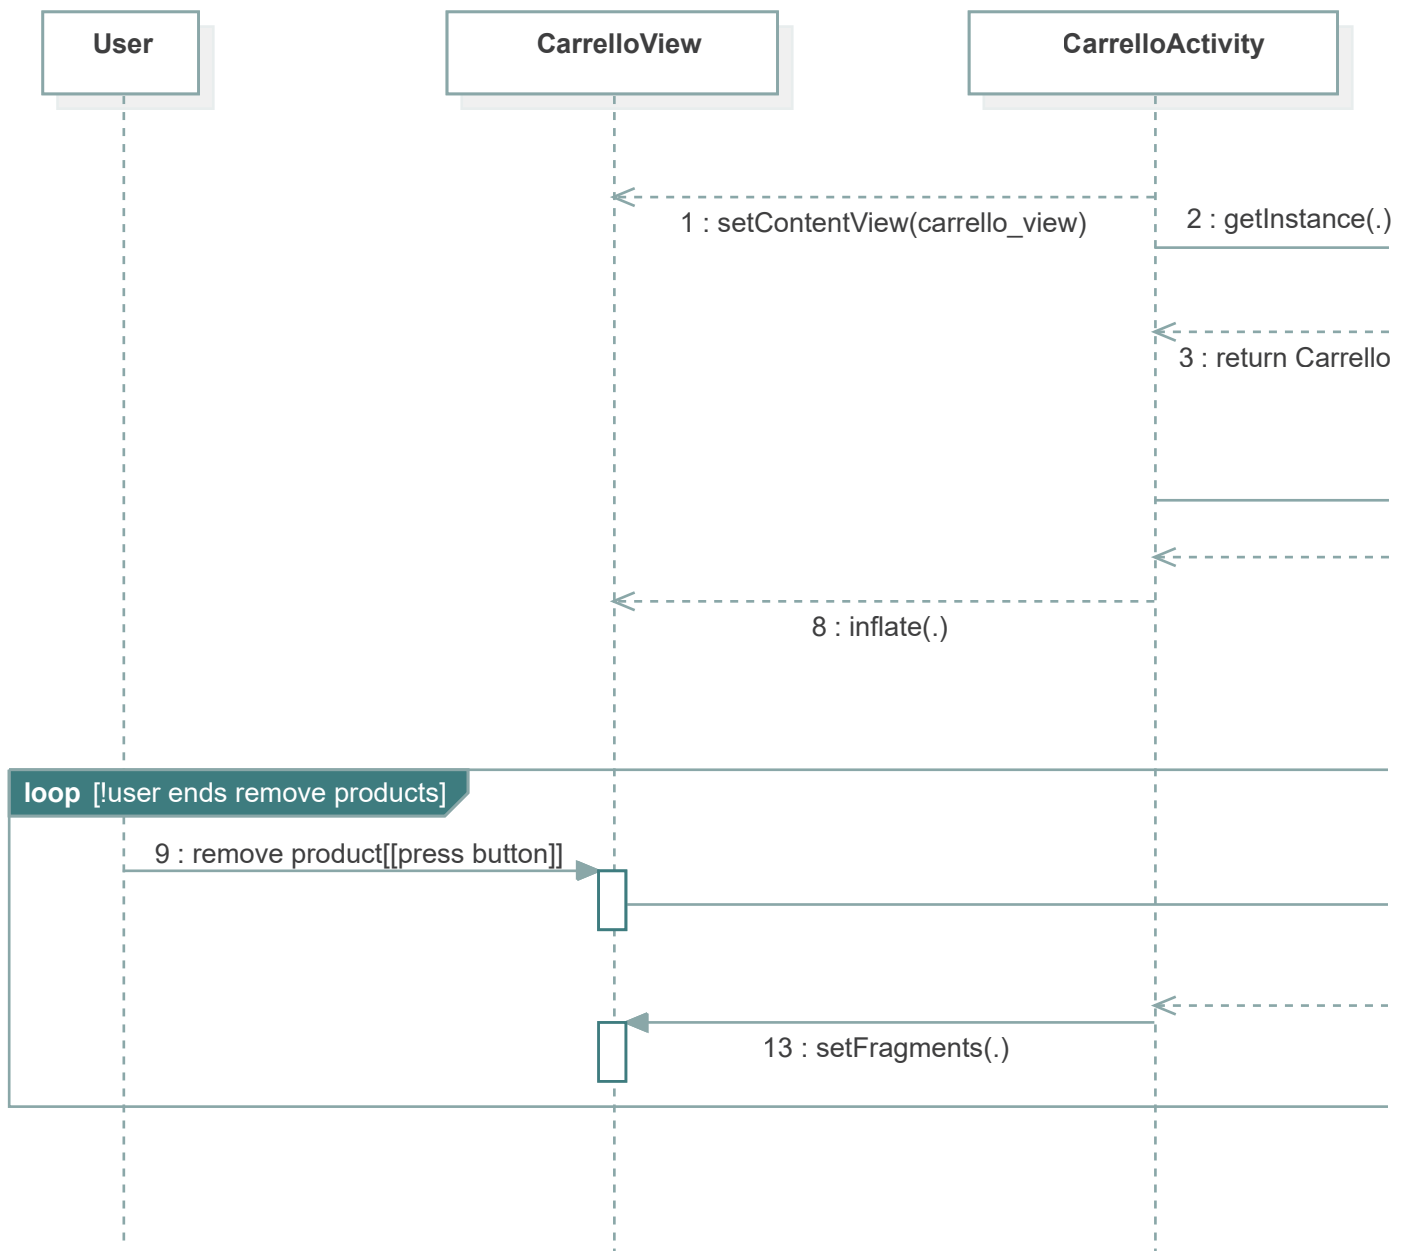 User
CarrelloView
CarrelloActivity
1 : setContentView(carrello_view)
2 : getInstance(.)
3 : return Carrello
8 : inflate(.)
loop [!user ends remove products]
9 : remove product[[press button]]
13 : setFragments(.)